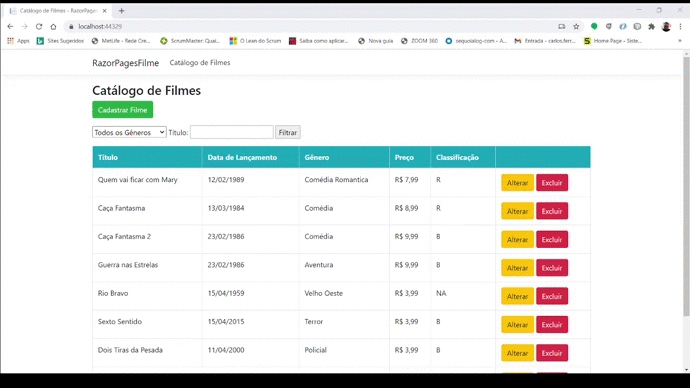 Catálogo de Filmes - RazorPages
localhost:44329
Apps Sites Sugeridos MetLife - Rede Cre... ScrumMaster: Quai... O Lean do Scrum Saiba como aplicar... Nova guia ZOOM 360 sequoialog-com - A... Entrada - carlos.ferr... Home Page - Siste...
RazorPagesFilme Catálogo de Filmes
Catálogo de Filmes
Cadastrar Filme
Todos os Gêneros Título: Filtrar
Título Data de Lançamento Gênero Preço Classificação
Quem vai ficar com Mary 12/02/1989 Comédia Romantica R$ 7,99 R Alterar Excluir
Caça Fantasma 13/03/1984 Comédia R$ 8,99 R Alterar Excluir
Caça Fantasma 2 23/02/1986 Comédia R$ 9,99 B Alterar Excluir
Guerra nas Estrelas 23/02/1986 Aventura R$ 9,99 B Alterar Excluir
Rio Bravo 15/04/1959 Velho Oeste R$ 3,99 NA Alterar Excluir
Sexto Sentido 15/04/2015 Terror R$ 3,99 B Alterar Excluir
Dois Tiras da Pesada 11/04/2000 Policial R$ 3,99 B Alterar Excluir